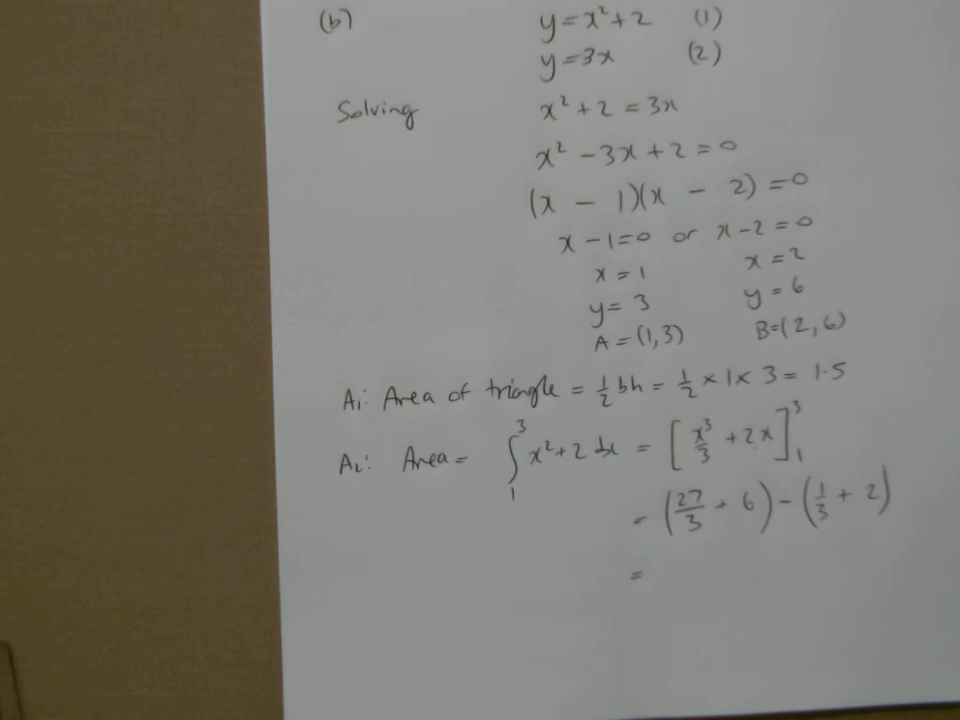 (b) y = x² + 2 (1)
y = 3x (2)
Solving x² + 2 = 3x
x² - 3x + 2 = 0
(x - 1)(x - 2) = 0
x - 1 = 0 or x - 2 = 0
x = 1 x = 2
y = 3 y = 6
A = (1,3) B = (2,6)
A₁: Area of triangle = ½ bh = ½ × 1 × 3 = 1.5
A₂: Area = ∫₁³ x² + 2 dx = [x³/3 + 2x]₁³
= (27/3 + 6) - (1/3 + 2)
=